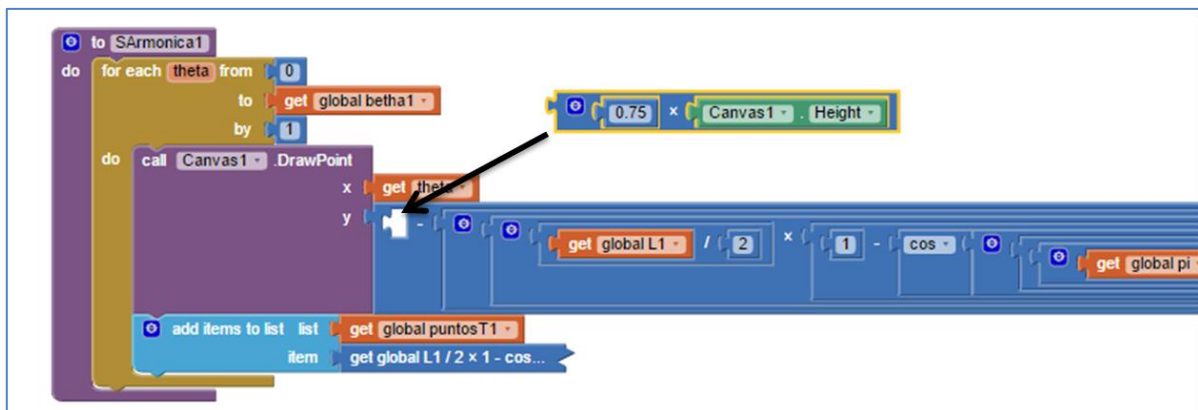 to SArmonica1
do for each theta from 0
to get global betha1
by 1
0.75 × Canvas1 . Height
do call Canvas1 .DrawPoint
x get theta
y - get global L1 / 2 × 1 - cos get global pi
add items to list list get global puntosT1
item get global L1 / 2 × 1 - cos...